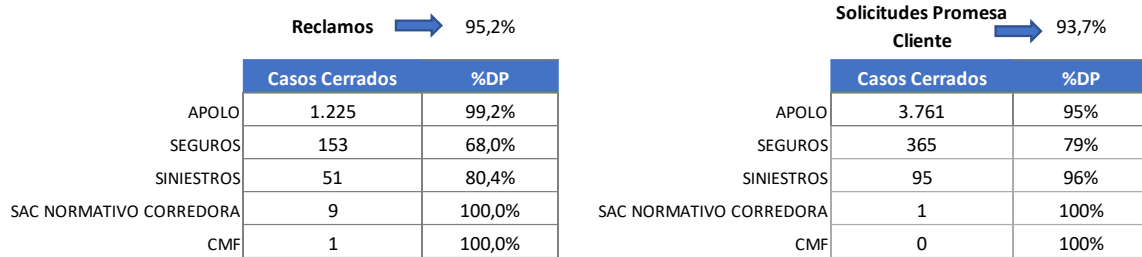 Reclamos 95,2%
Casos Cerrados %DP
APOLO 1.225 99,2%
SEGUROS 153 68,0%
SINIESTROS 51 80,4%
SAC NORMATIVO CORREDORA 9 100,0%
CMF 1 100,0%
Solicitudes Promesa
Cliente 93,7%
Casos Cerrados %DP
APOLO 3.761 95%
SEGUROS 365 79%
SINIESTROS 95 96%
SAC NORMATIVO CORREDORA 1 100%
CMF 0 100%